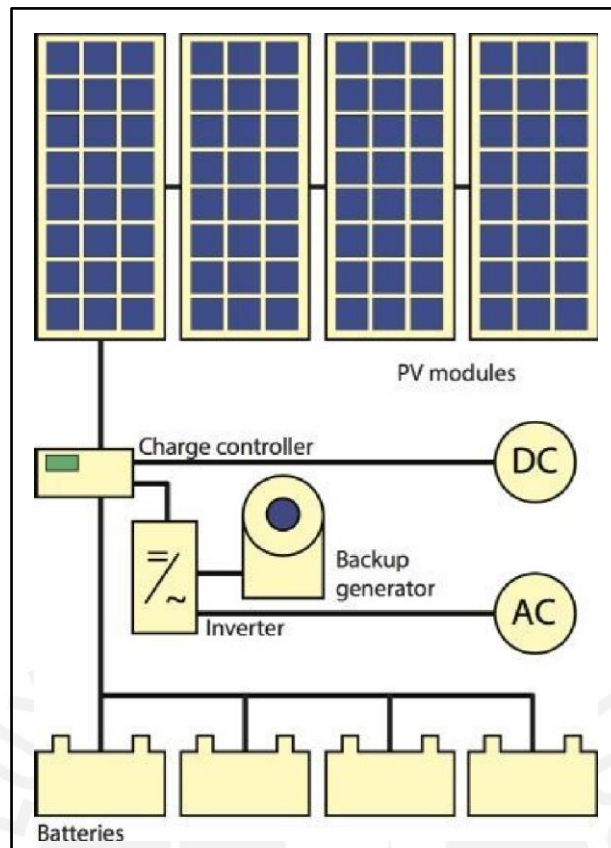 PV modules
Charge controller
DC
Backup
generator
=/~
AC
Inverter
Batteries